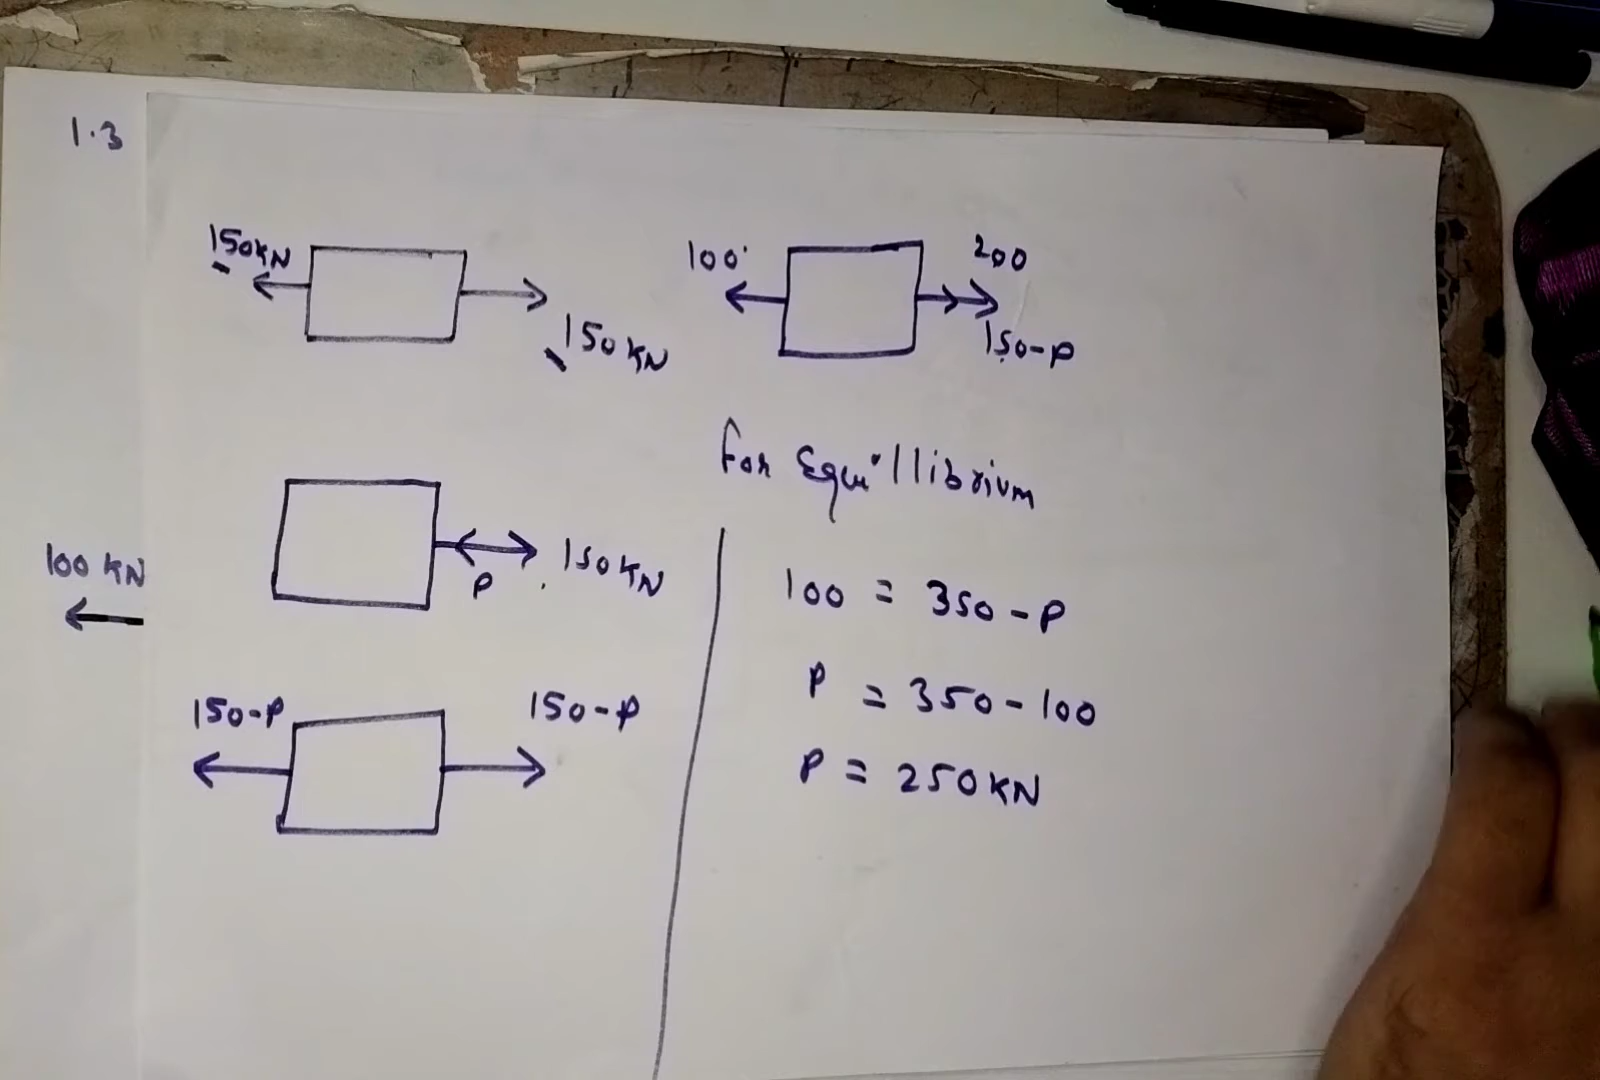 1.3
150KN
150KN
100
200
150-P
For Equillibrium
100 KN
P
150KN
100 = 350-P
150-P
150-P
P = 350-100
P = 250KN